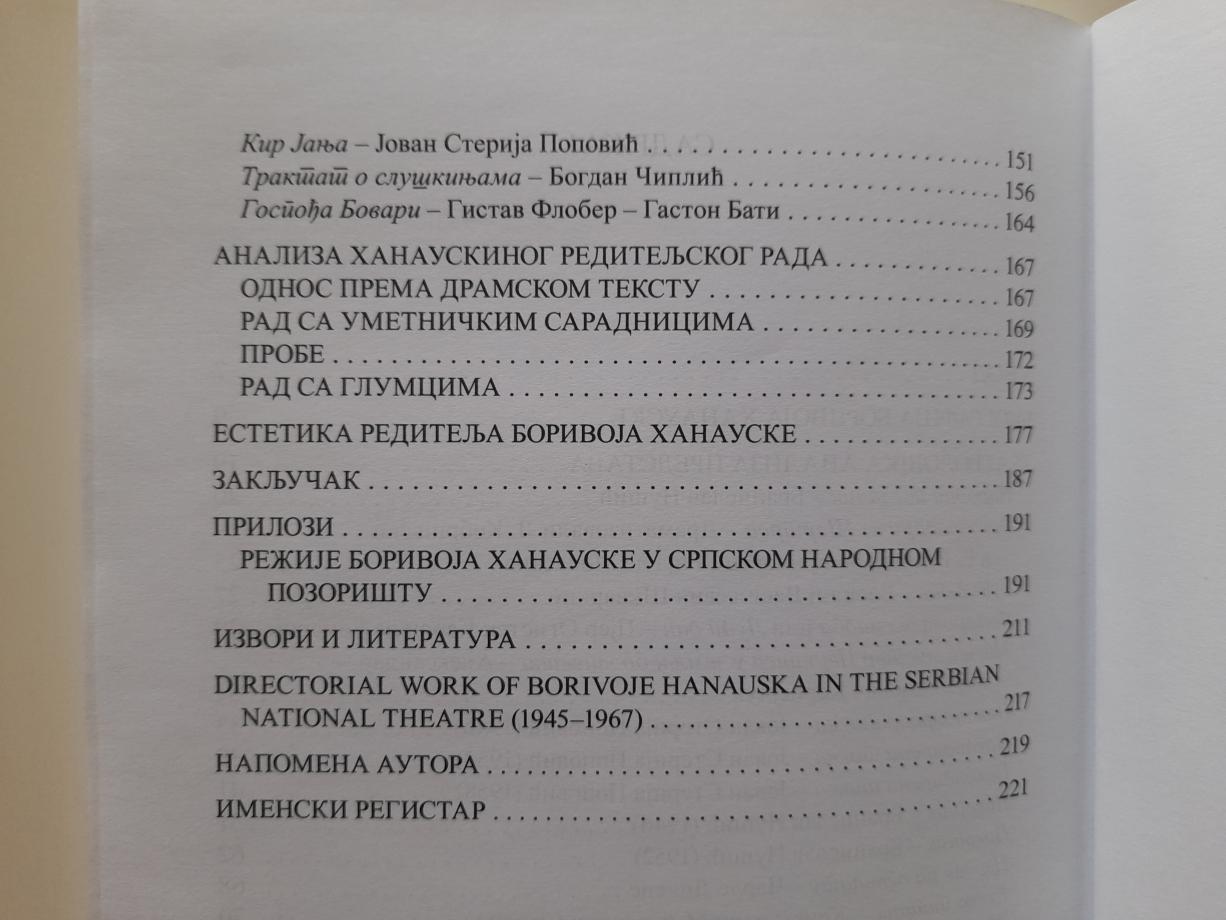 Кир Јања – Јован Стерија Поповић . . . . . . . . . . . . . . . . . . . . . . . . . . . . 151
Трактат о слушкињама – Богдан Чиплић . . . . . . . . . . . . . . . . . . . . . 156
Госпођа Бовари – Гистав Флобер – Гастон Бати . . . . . . . . . . . . . . . . . 164
АНАЛИЗА ХАНАУСКИНОГ РЕДИТЕЉСКОГ РАДА . . . . . . . . . . . . . 167
ОДНОС ПРЕМА ДРАМСКОМ ТЕКСТУ . . . . . . . . . . . . . . . . . . . . . . . 167
РАД СА УМЕТНИЧКИМ САРАДНИЦИМА . . . . . . . . . . . . . . . . . . . 169
ПРОБЕ . . . . . . . . . . . . . . . . . . . . . . . . . . . . . . . . . . . . . . . . . . . . . . . . . . . 172
РАД СА ГЛУМЦИМА . . . . . . . . . . . . . . . . . . . . . . . . . . . . . . . . . . . . . . 173
ЕСТЕТИКА РЕДИТЕЉА БОРИВОЈА ХАНАУСКЕ . . . . . . . . . . . . . . . 177
ЗАКЉУЧАК . . . . . . . . . . . . . . . . . . . . . . . . . . . . . . . . . . . . . . . . . . . . . . . . 187
ПРИЛОЗИ . . . . . . . . . . . . . . . . . . . . . . . . . . . . . . . . . . . . . . . . . . . . . . . . . . 191
РЕЖИЈЕ БОРИВОЈА ХАНАУСКЕ У СРПСКОМ НАРОДНОМ
ПОЗОРИШТУ . . . . . . . . . . . . . . . . . . . . . . . . . . . . . . . . . . . . . . . . . . . 191
ИЗВОРИ И ЛИТЕРАТУРА . . . . . . . . . . . . . . . . . . . . . . . . . . . . . . . . . . . . 211
DIRECTORIAL WORK OF BORIVOJE HANAUSKA IN THE SERBIAN
NATIONAL THEATRE (1945–1967) . . . . . . . . . . . . . . . . . . . . . . . . . . . 217
НАПОМЕНА АУТОРА . . . . . . . . . . . . . . . . . . . . . . . . . . . . . . . . . . . . . . . 219
ИМЕНСКИ РЕГИСТАР . . . . . . . . . . . . . . . . . . . . . . . . . . . . . . . . . . . . . . . 221